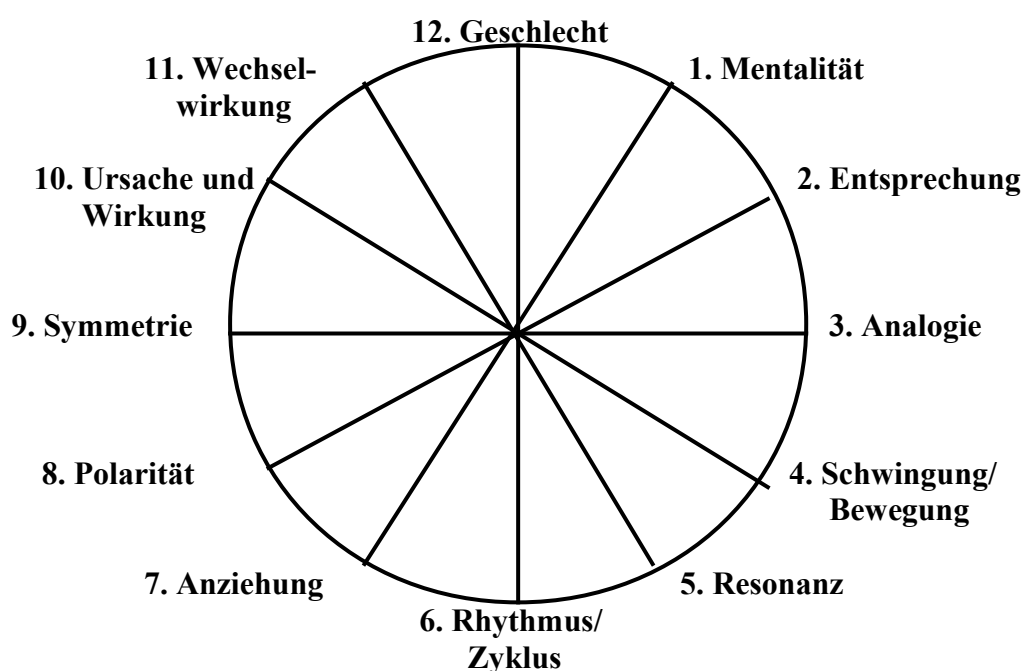 12. Geschlecht
1. Mentalität
2. Entsprechung
3. Analogie
4. Schwingung/
Bewegung
5. Resonanz
6. Rhythmus/
Zyklus
7. Anziehung
8. Polarität
9. Symmetrie
10. Ursache und
Wirkung
11. Wechsel-
wirkung